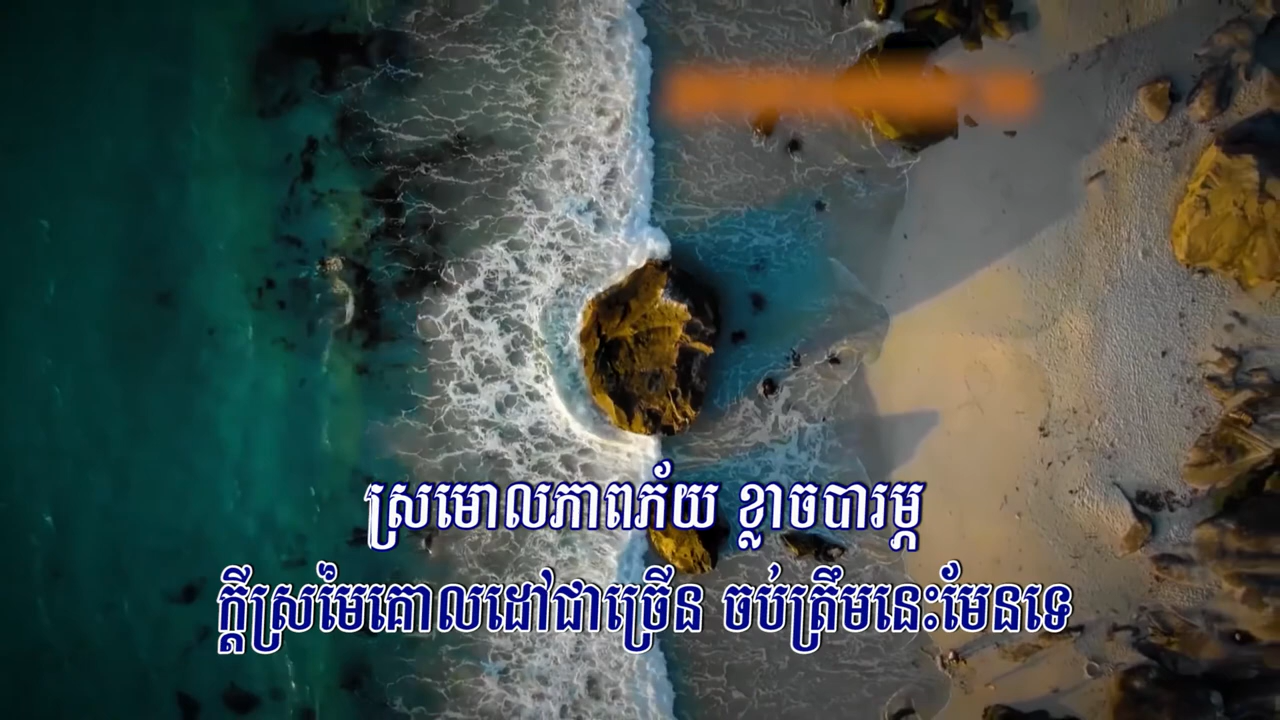 ស្រមោលភាពភ័យ ខ្លាចបារម្ភ
ក្ដីស្រមៃគោលដៅជាច្រើន ចប់ត្រឹមនេះមែនទេ